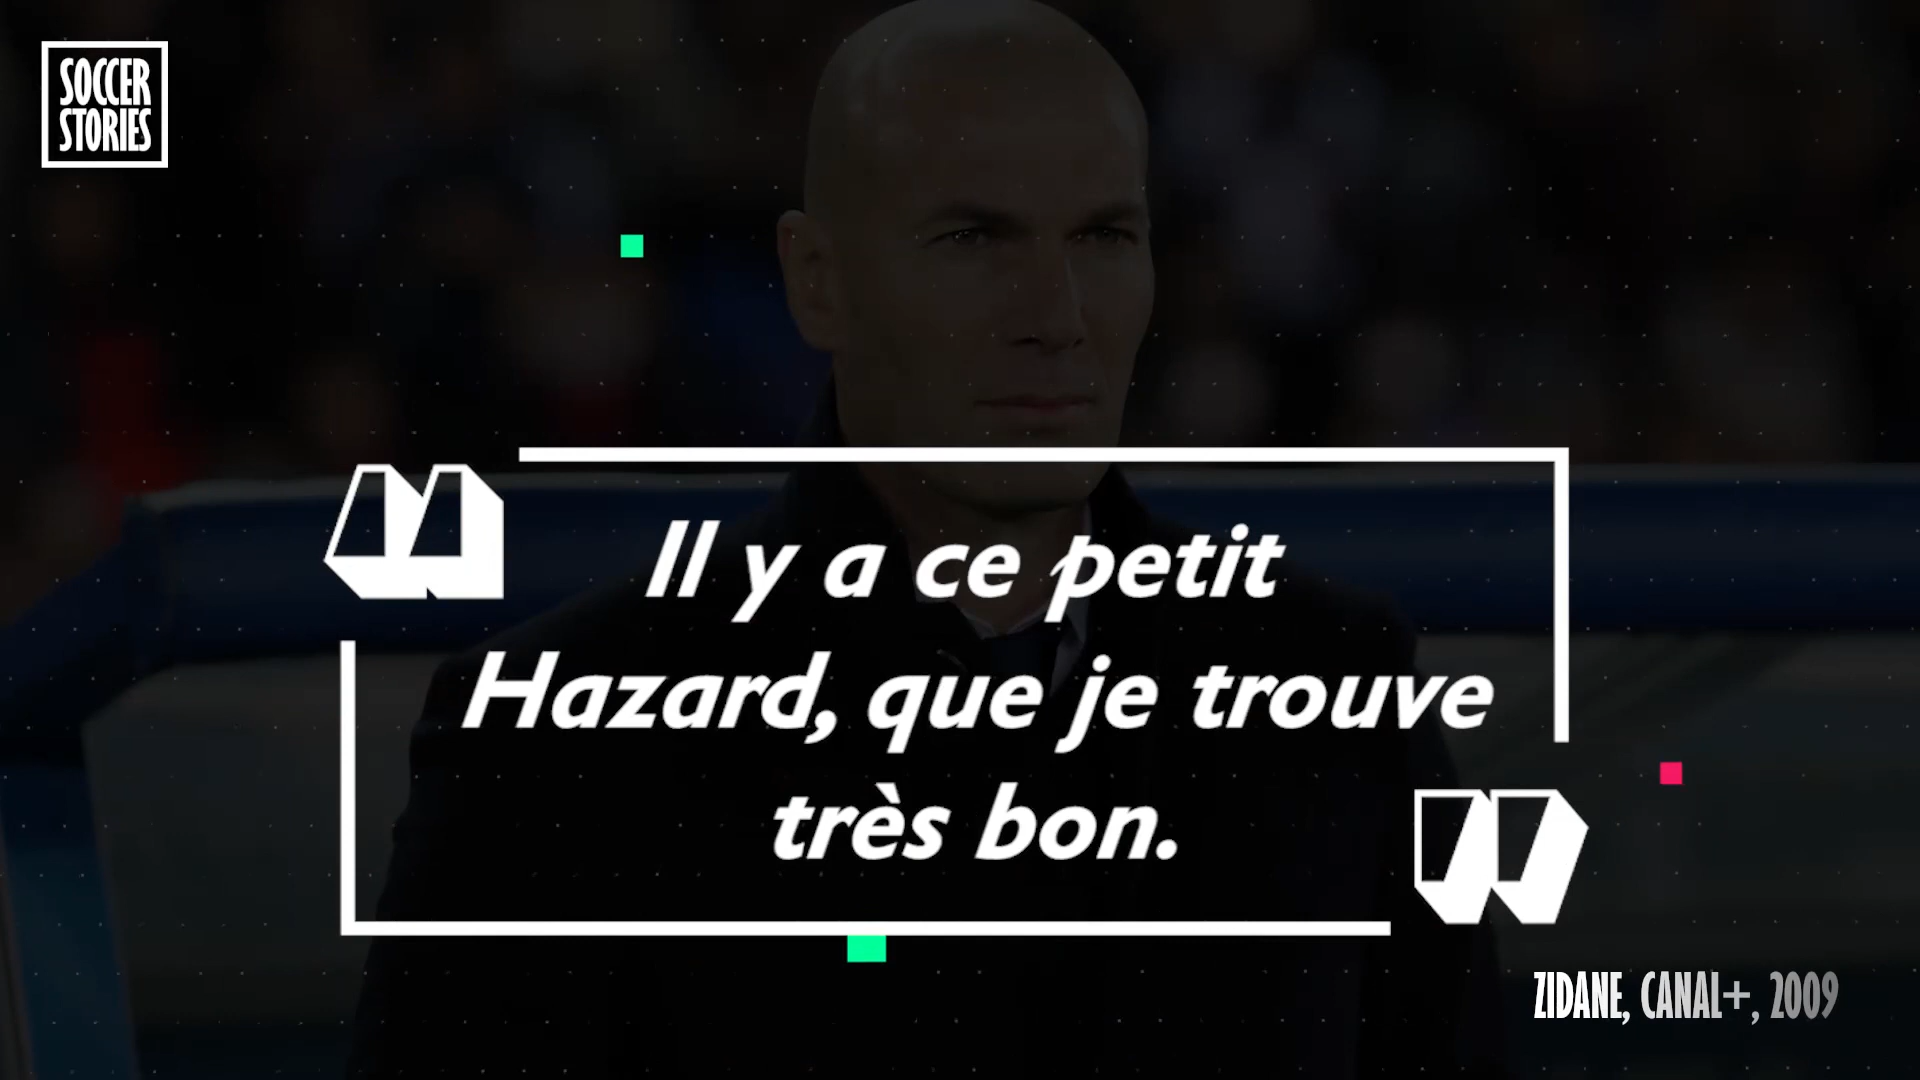 SOCCER
STORIES
Il y a ce petit
Hazard, que je trouve
très bon.
ZIDANE, CANAL+, 2009